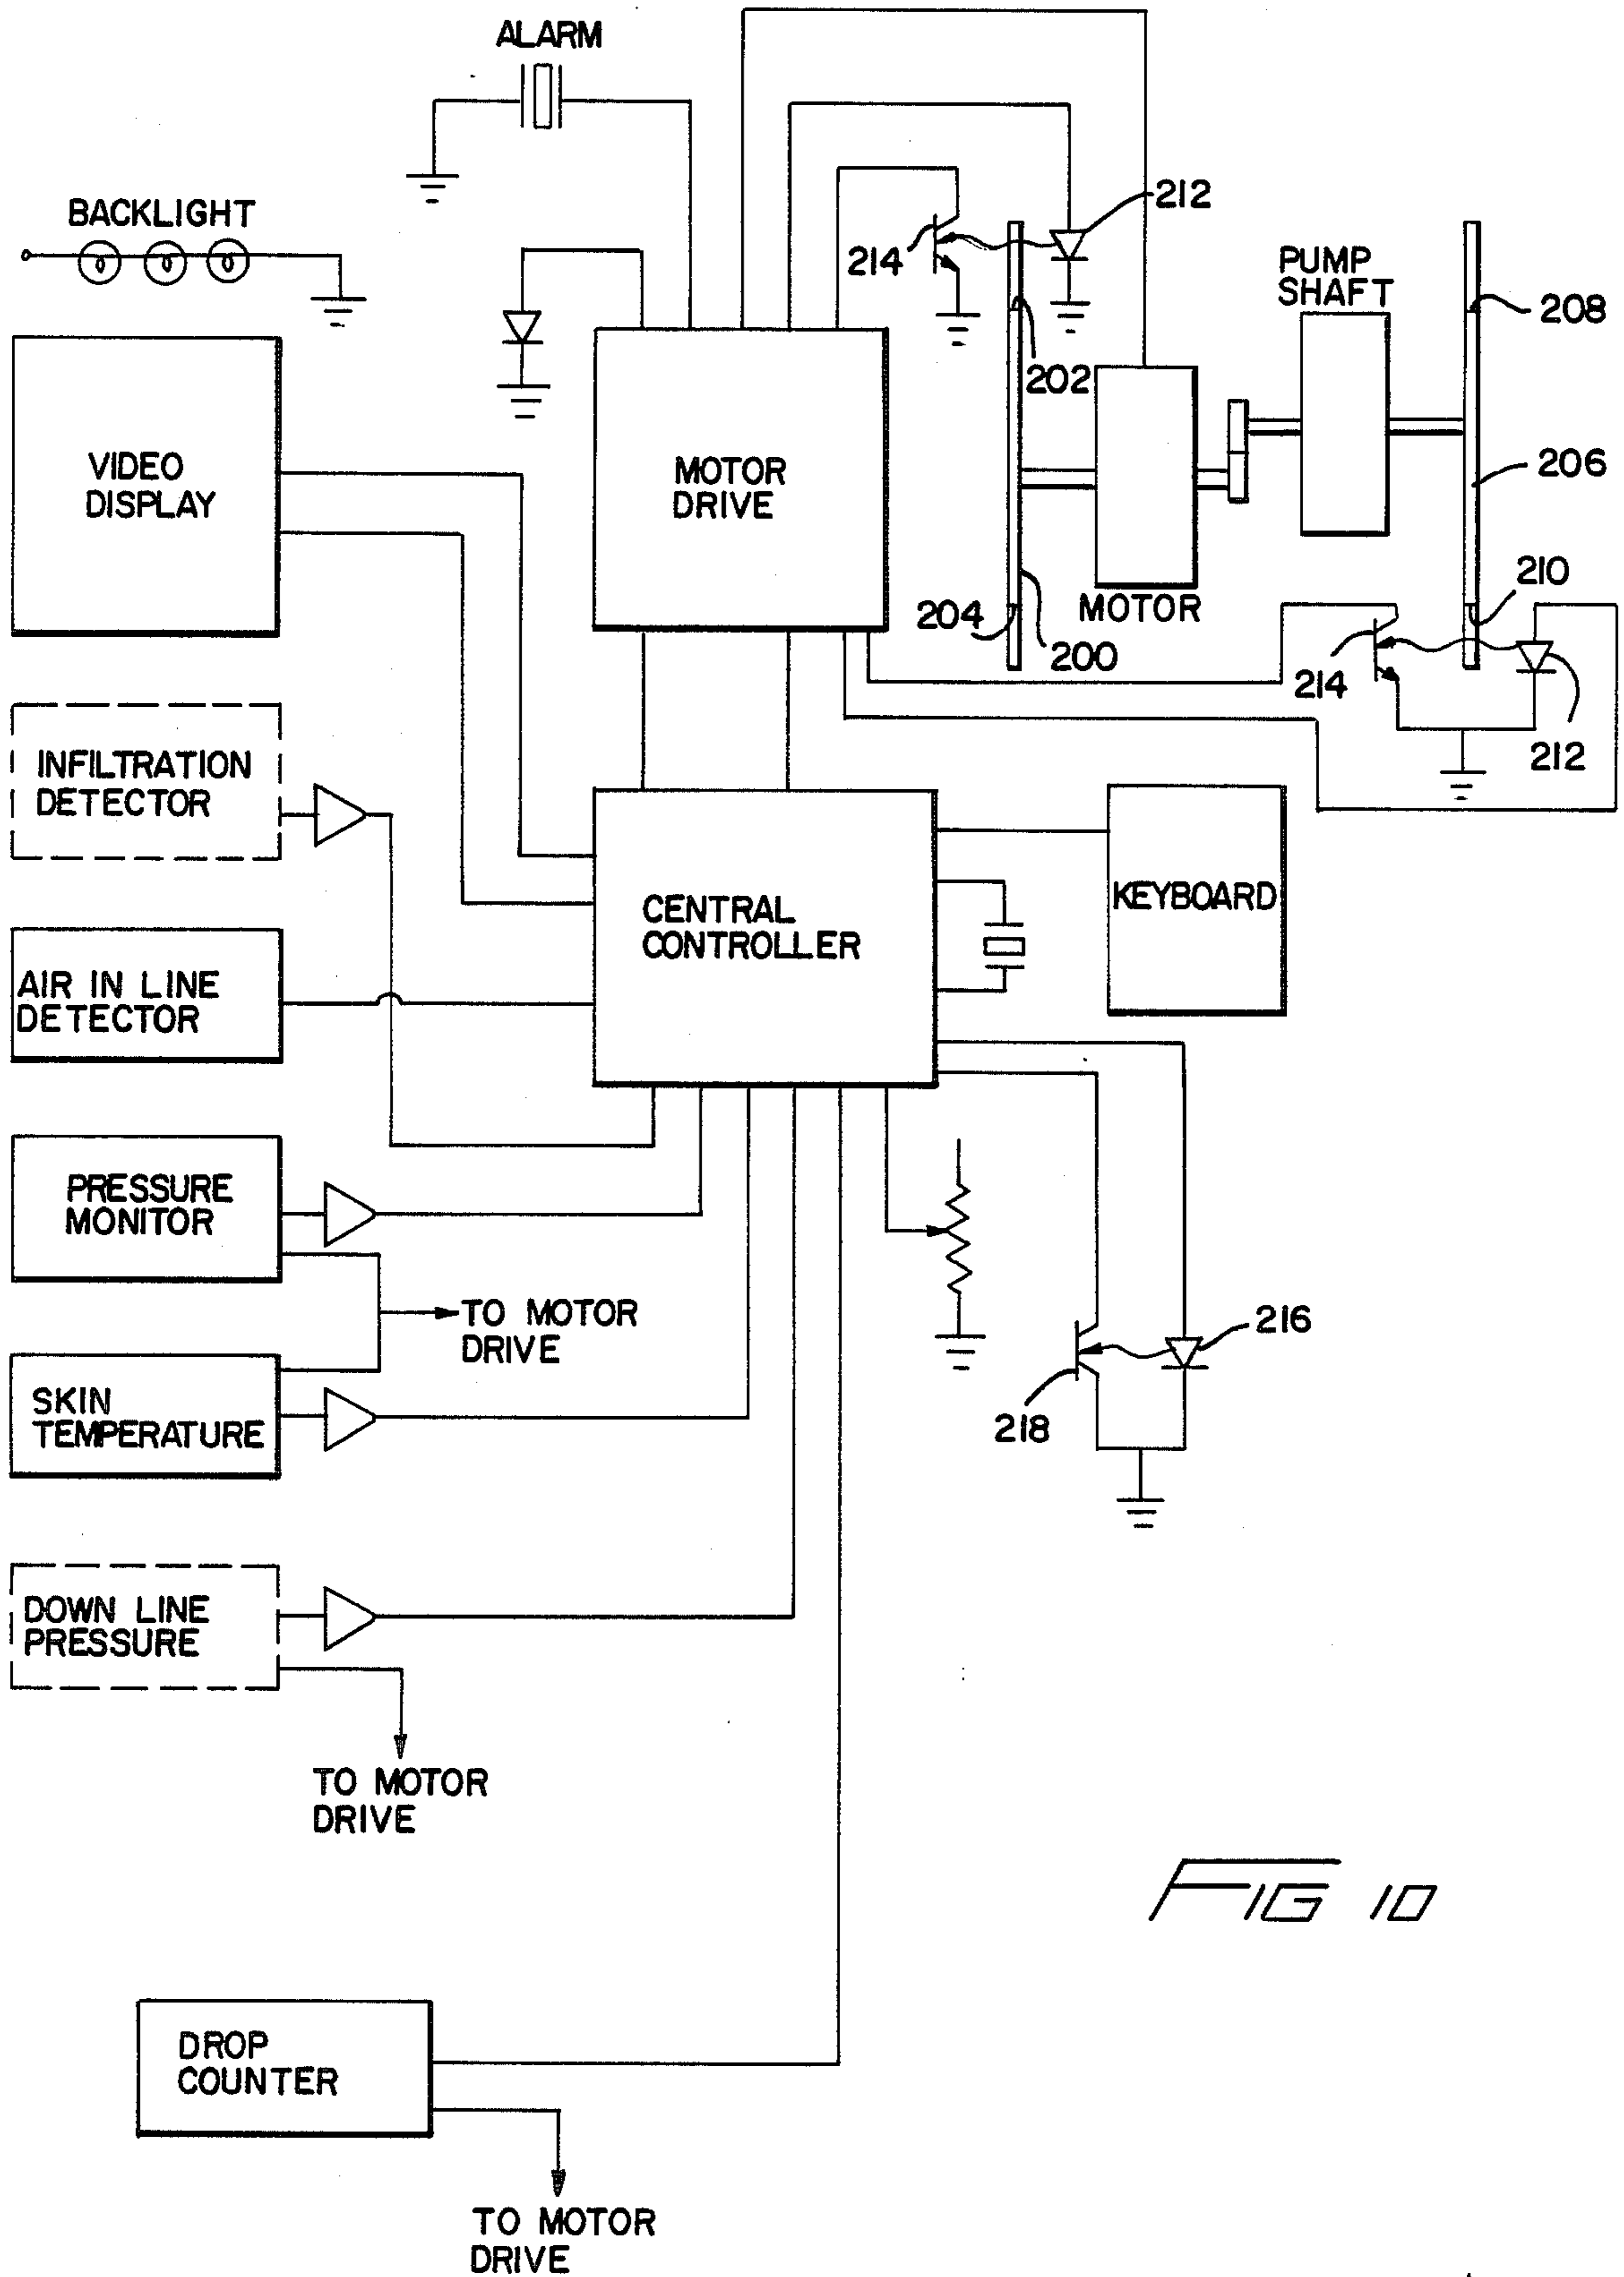 ALARM
BACKLIGHT
212
214
PUMP
SHAFT
208
202
VIDEO
DISPLAY
MOTOR
DRIVE
206
210
204
MOTOR
200
214
212
INFILTRATION
DETECTOR
CENTRAL
CONTROLLER
KEYBOARD
AIR IN LINE
DETECTOR
PRESSURE
MONITOR
TO MOTOR
DRIVE
216
SKIN
TEMPERATURE
218
DOWN LINE
PRESSURE
TO MOTOR
DRIVE
FIG 10
DROP
COUNTER
TO MOTOR
DRIVE